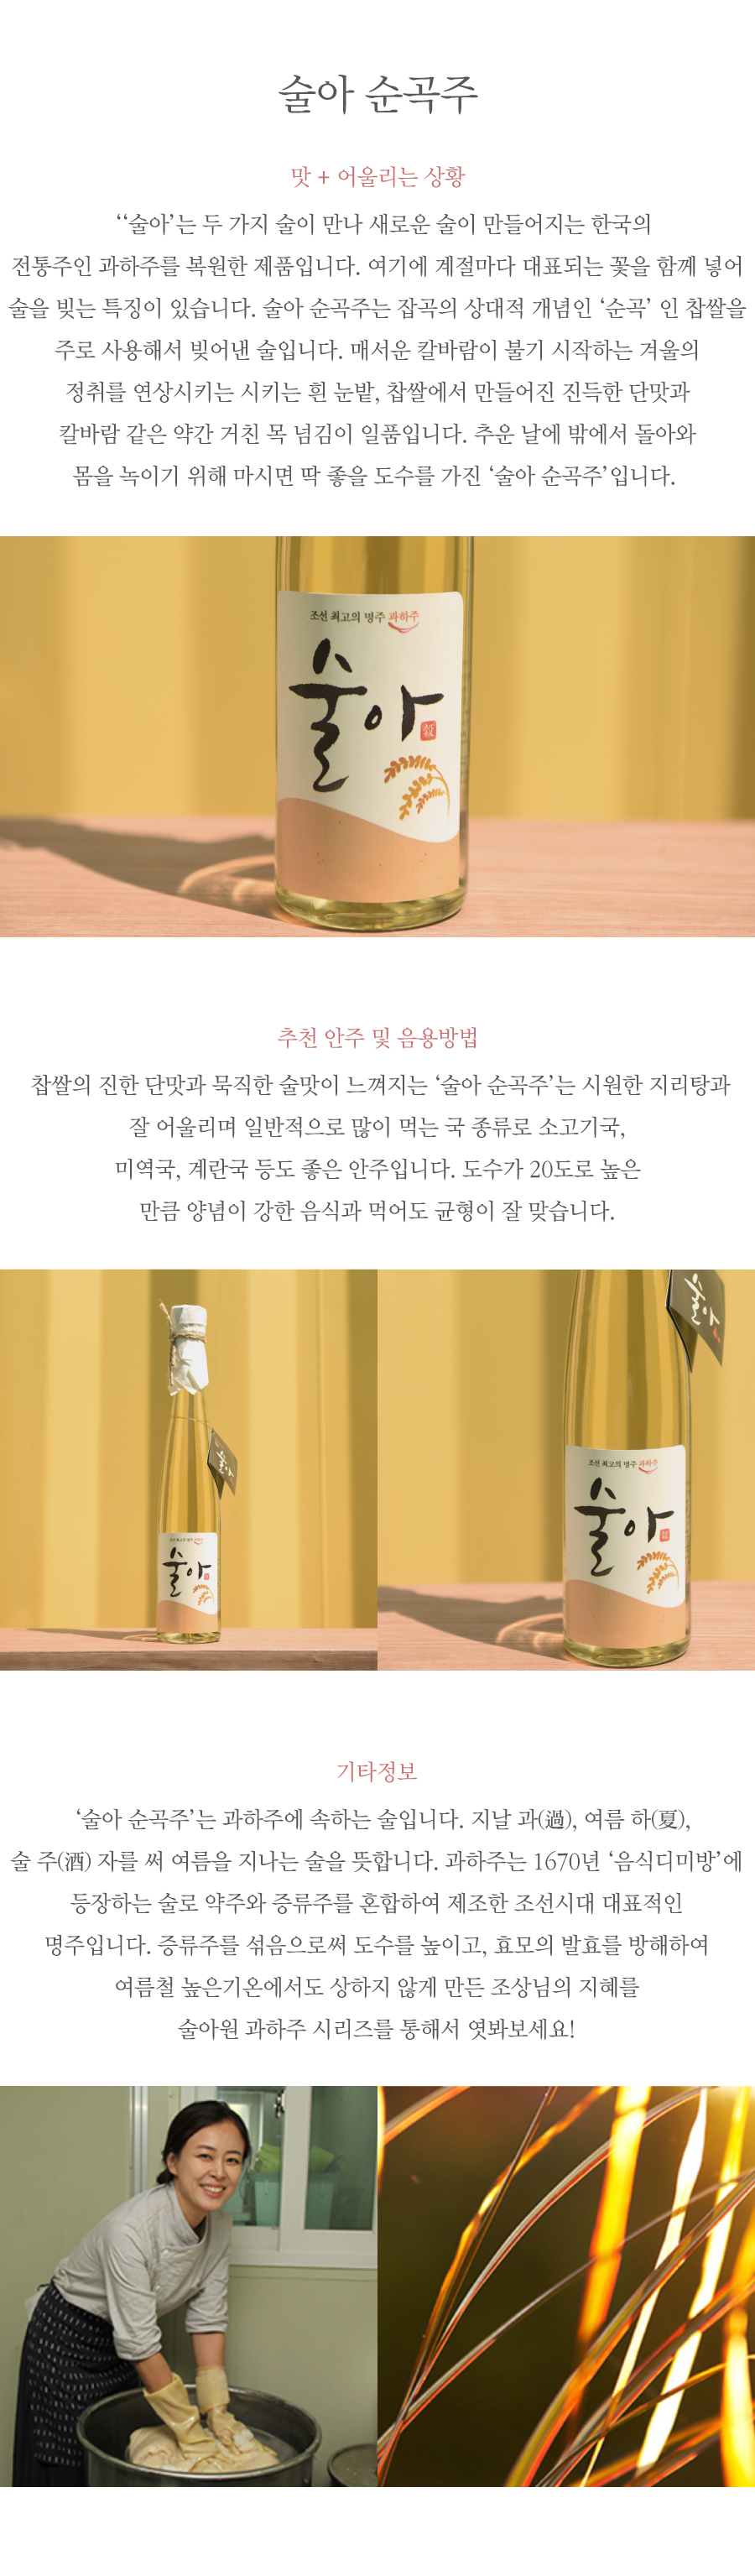 술아 순곡주
맛 + 어울리는 상황
‘‘술아’는 두 가지 술이 만나 새로운 술이 만들어지는 한국의
전통주인 과하주를 복원한 제품입니다. 여기에 계절마다 대표되는 꽃을 함께 넣어
술을 빚는 특징이 있습니다. 술아 순곡주는 잡곡의 상대적 개념인 ‘순곡’ 인 찹쌀을
주로 사용해서 빚어낸 술입니다. 매서운 칼바람이 불기 시작하는 겨울의
정취를 연상시키는 시키는 흰 눈밭, 찹쌀에서 만들어진 진득한 단맛과
칼바람 같은 약간 거친 목 넘김이 일품입니다. 추운 날에 밖에서 돌아와
몸을 녹이기 위해 마시면 딱 좋을 도수를 가진 ‘술아 순곡주’입니다.
조선 최고의 명주 과하주
술아
穀
추천 안주 및 음용방법
찹쌀의 진한 단맛과 묵직한 술맛이 느껴지는 ‘술아 순곡주’는 시원한 지리탕과
잘 어울리며 일반적으로 많이 먹는 국 종류로 소고기국,
미역국, 계란국 등도 좋은 안주입니다. 도수가 20도로 높은
만큼 양념이 강한 음식과 먹어도 균형이 잘 맞습니다.
술아
조선 최고의 명주 과하주
술아
술아
조선 최고의 명주 과하주
술아
穀
기타정보
‘술아 순곡주’는 과하주에 속하는 술입니다. 지날 과(過), 여름 하(夏),
술 주(酒) 자를 써 여름을 지나는 술을 뜻합니다. 과하주는 1670년 ‘음식디미방’에
등장하는 술로 약주와 증류주를 혼합하여 제조한 조선시대 대표적인
명주입니다. 증류주를 섞음으로써 도수를 높이고, 효모의 발효를 방해하여
여름철 높은기온에서도 상하지 않게 만든 조상님의 지혜를
술아원 과하주 시리즈를 통해서 엿봐보세요!